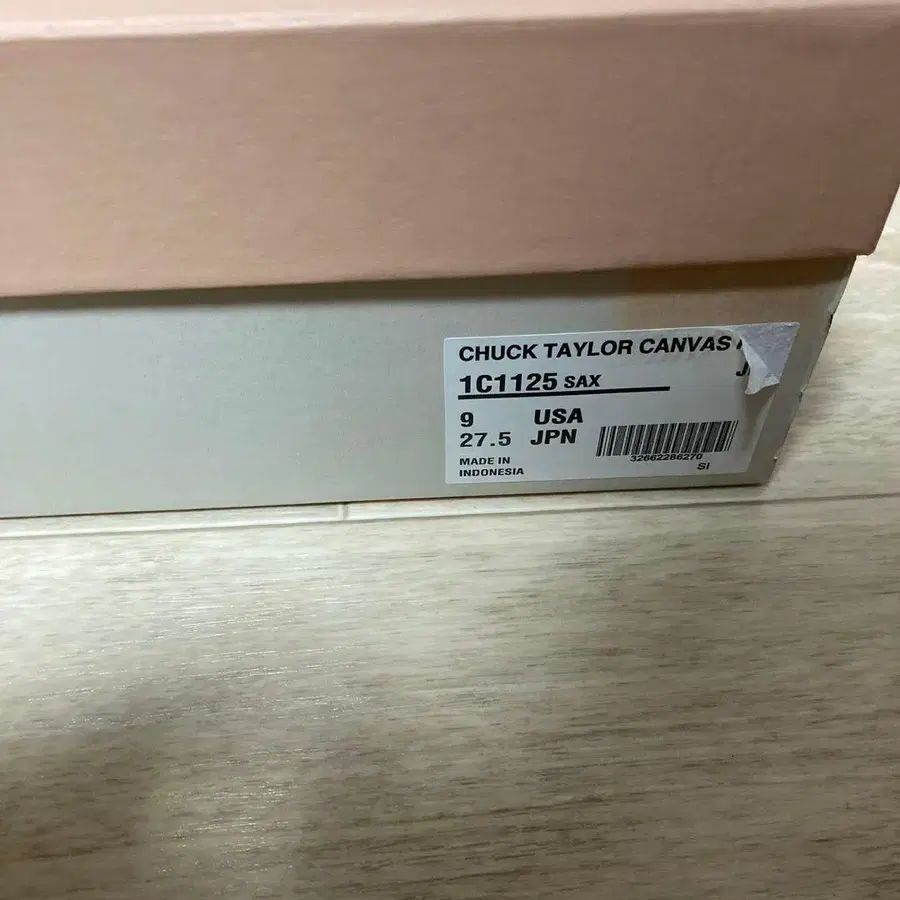 CHUCK TAYLOR CANVAS
J
1C1125 SAX
9 USA
27.5 JPN
MADE IN
INDONESIA
32662286270
SI